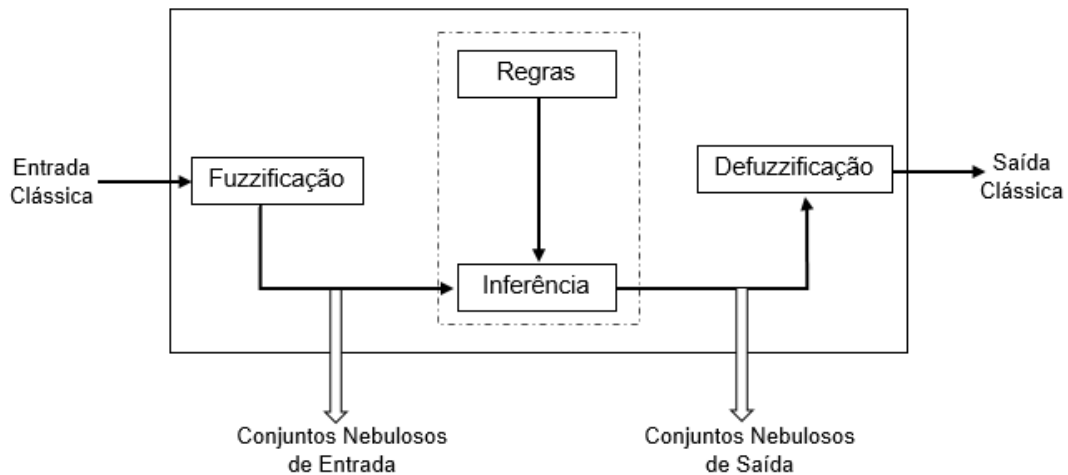 Regras
Entrada
Clássica
Fuzzificação
Defuzzificação
Saída
Clássica
Inferência
Conjuntos Nebulosos
de Entrada
Conjuntos Nebulosos
de Saída